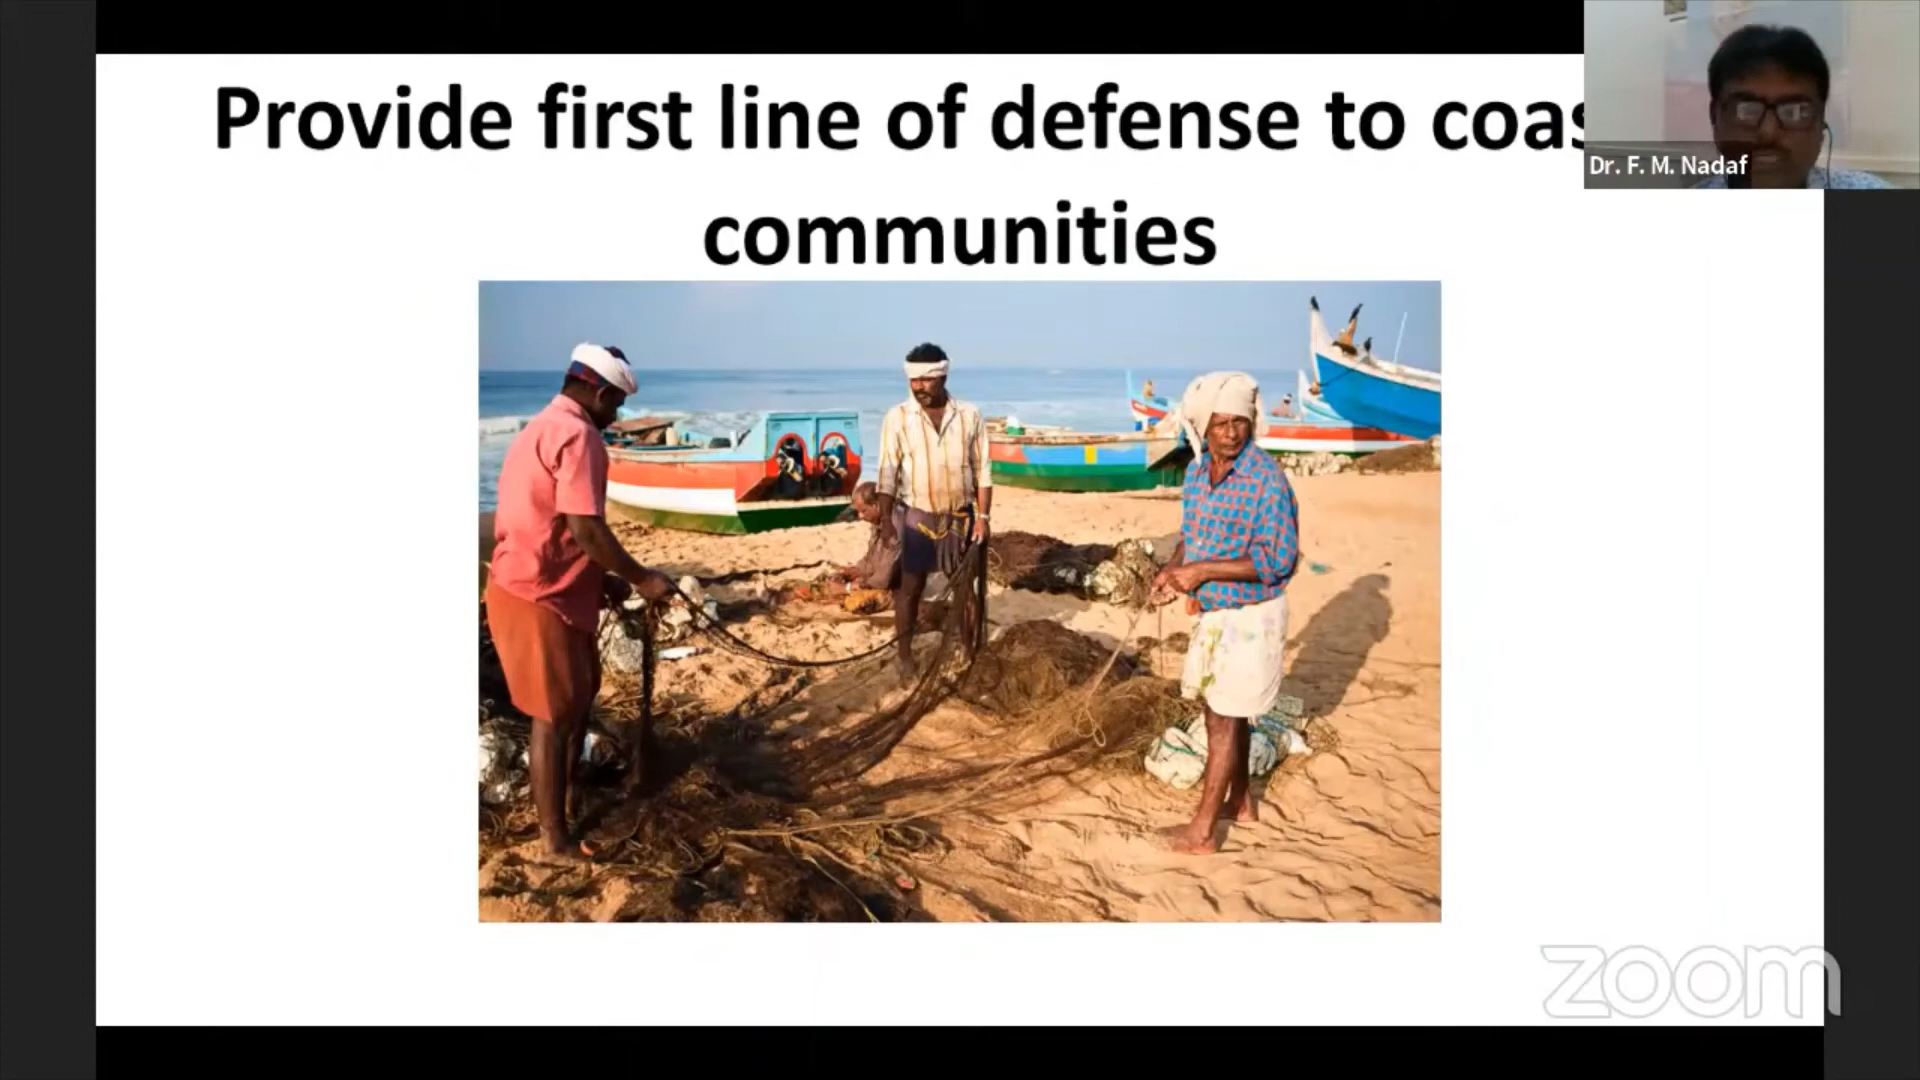 Provide first line of defense to coas
communities
Dr. F. M. Nadaf
zoom